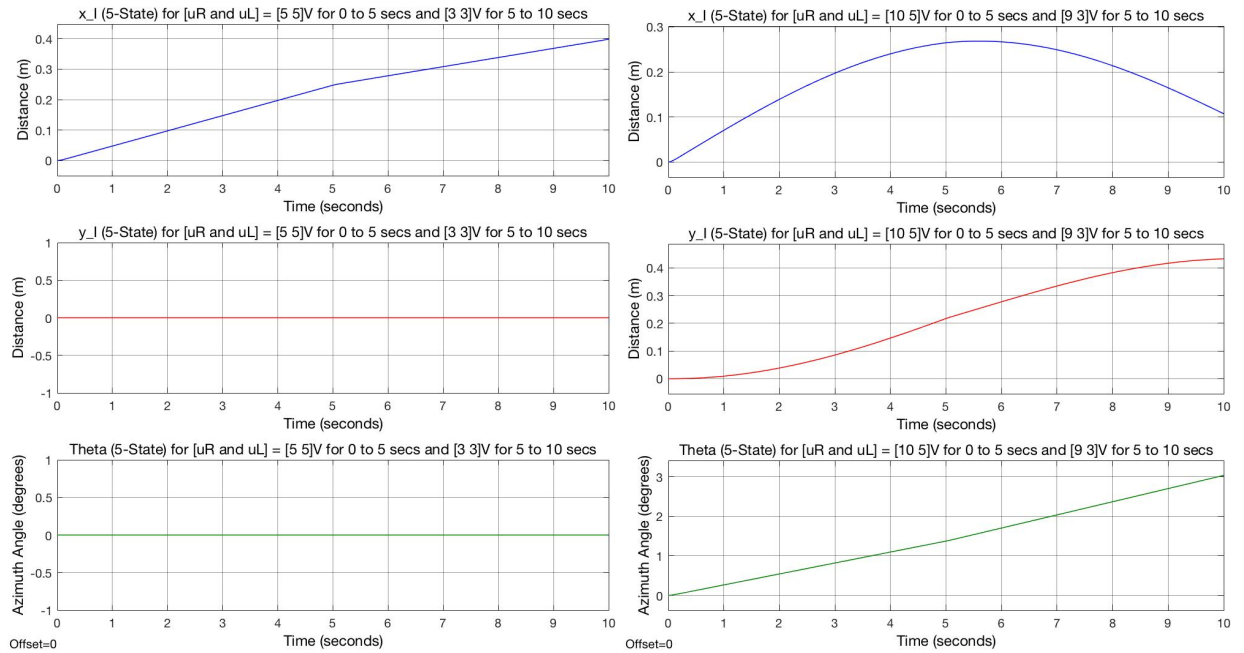 x_I (5-State) for [uR and uL] = [5 5]V for 0 to 5 secs and [3 3]V for 5 to 10 secs
0.4
0.3
0.2
0.1
0
Distance (m)
0 1 2 3 4 5 6 7 8 9 10
Time (seconds)
y_I (5-State) for [uR and uL] = [5 5]V for 0 to 5 secs and [3 3]V for 5 to 10 secs
1
0.5
0
-0.5
-1
Distance (m)
0 1 2 3 4 5 6 7 8 9 10
Time (seconds)
Theta (5-State) for [uR and uL] = [5 5]V for 0 to 5 secs and [3 3]V for 5 to 10 secs
1
0.5
0
-0.5
-1
Azimuth Angle (degrees)
0 1 2 3 4 5 6 7 8 9 10
Time (seconds)
Offset=0
x_I (5-State) for [uR and uL] = [10 5]V for 0 to 5 secs and [9 3]V for 5 to 10 secs
0.3
0.2
0.1
0
Distance (m)
0 1 2 3 4 5 6 7 8 9 10
Time (seconds)
y_I (5-State) for [uR and uL] = [10 5]V for 0 to 5 secs and [9 3]V for 5 to 10 secs
0.4
0.3
0.2
0.1
0
Distance (m)
0 1 2 3 4 5 6 7 8 9 10
Time (seconds)
Theta (5-State) for [uR and uL] = [10 5]V for 0 to 5 secs and [9 3]V for 5 to 10 secs
3
2
1
0
Azimuth Angle (degrees)
0 1 2 3 4 5 6 7 8 9 10
Time (seconds)
Offset=0